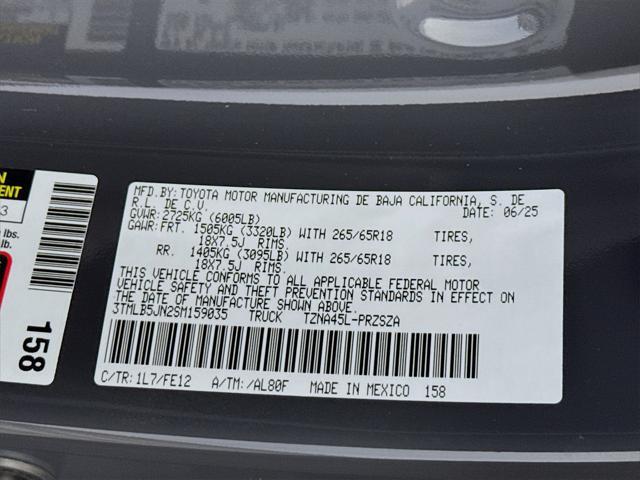 MFD.BY:TOYOTA MOTOR MANUFACTURING DE BAJA CALIFORNIA, S. DE
R.L. DE C.V. DATE: 06/25
GVWR:2725KG (6005LB)
GAWR:FRT. 1505KG (3320LB) WITH 265/65R18 TIRES,
18X7.5J RIMS.
RR. 1405KG (3095LB) WITH 265/65R18 TIRES,
18X7.5J RIMS.
THIS VEHICLE CONFORMS TO ALL APPLICABLE FEDERAL MOTOR
VEHICLE SAFETY AND THEFT PREVENTION STANDARDS IN EFFECT ON
THE DATE OF MANUFACTURE SHOWN ABOVE.
3TMLB5JN2SM159035 TRUCK TZNA45L-PRZSZA
C/TR: 1L7/FE12 A/TM: /AL80F MADE IN MEXICO 158
3
lbs.
lb.
158